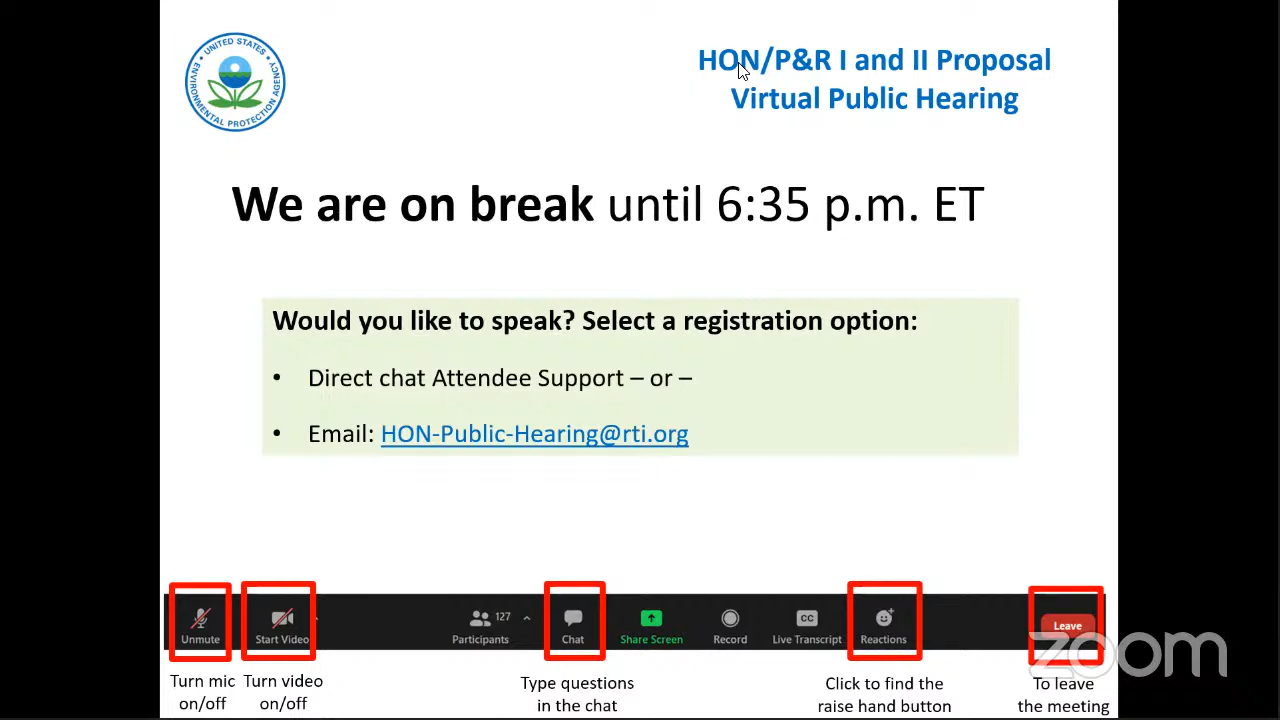 UNITED STATES
ENVIRONMENTAL PROTECTION AGENCY
HON/P&R I and II Proposal
Virtual Public Hearing
We are on break until 6:35 p.m. ET
Would you like to speak? Select a registration option:
• Direct chat Attendee Support – or –
• Email: HON-Public-Hearing@rti.org
Unmute
Start Video
Participants
127
Chat
Share Screen
Record
CC
Live Transcript
Reactions
Leave
zoom
Turn mic
on/off
Turn video
on/off
Type questions
in the chat
Click to find the
raise hand button
To leave
the meeting